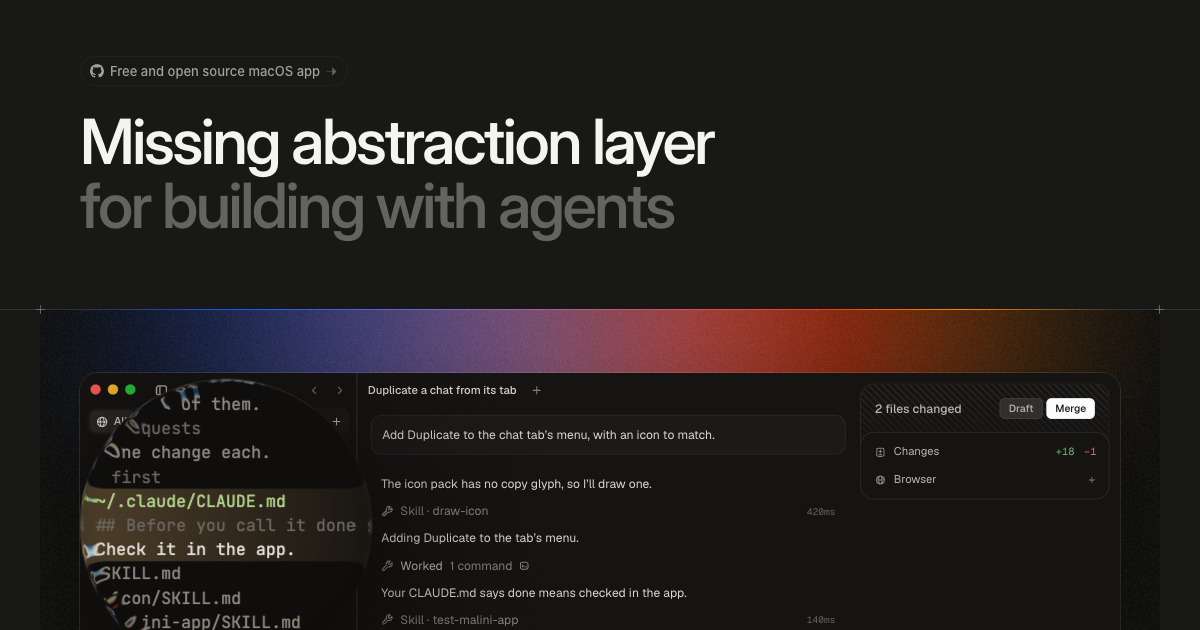 Free and open source macOS app →
Missing abstraction layer
for building with agents
Duplicate a chat from its tab
of them.
quests
One change each.
first
~/.claude/CLAUDE.md
## Before you call it done
Check it in the app.
SKILL.md
con/SKILL.md
ini-app/SKILL.md
Add Duplicate to the chat tab's menu, with an icon to match.
The icon pack has no copy glyph, so I'll draw one.
Skill · draw-icon 420ms
Adding Duplicate to the tab's menu.
Worked 1 command
Your CLAUDE.md says done means checked in the app.
Skill · test-malini-app 140ms
2 files changed Draft Merge
Changes +18 −1
Browser +